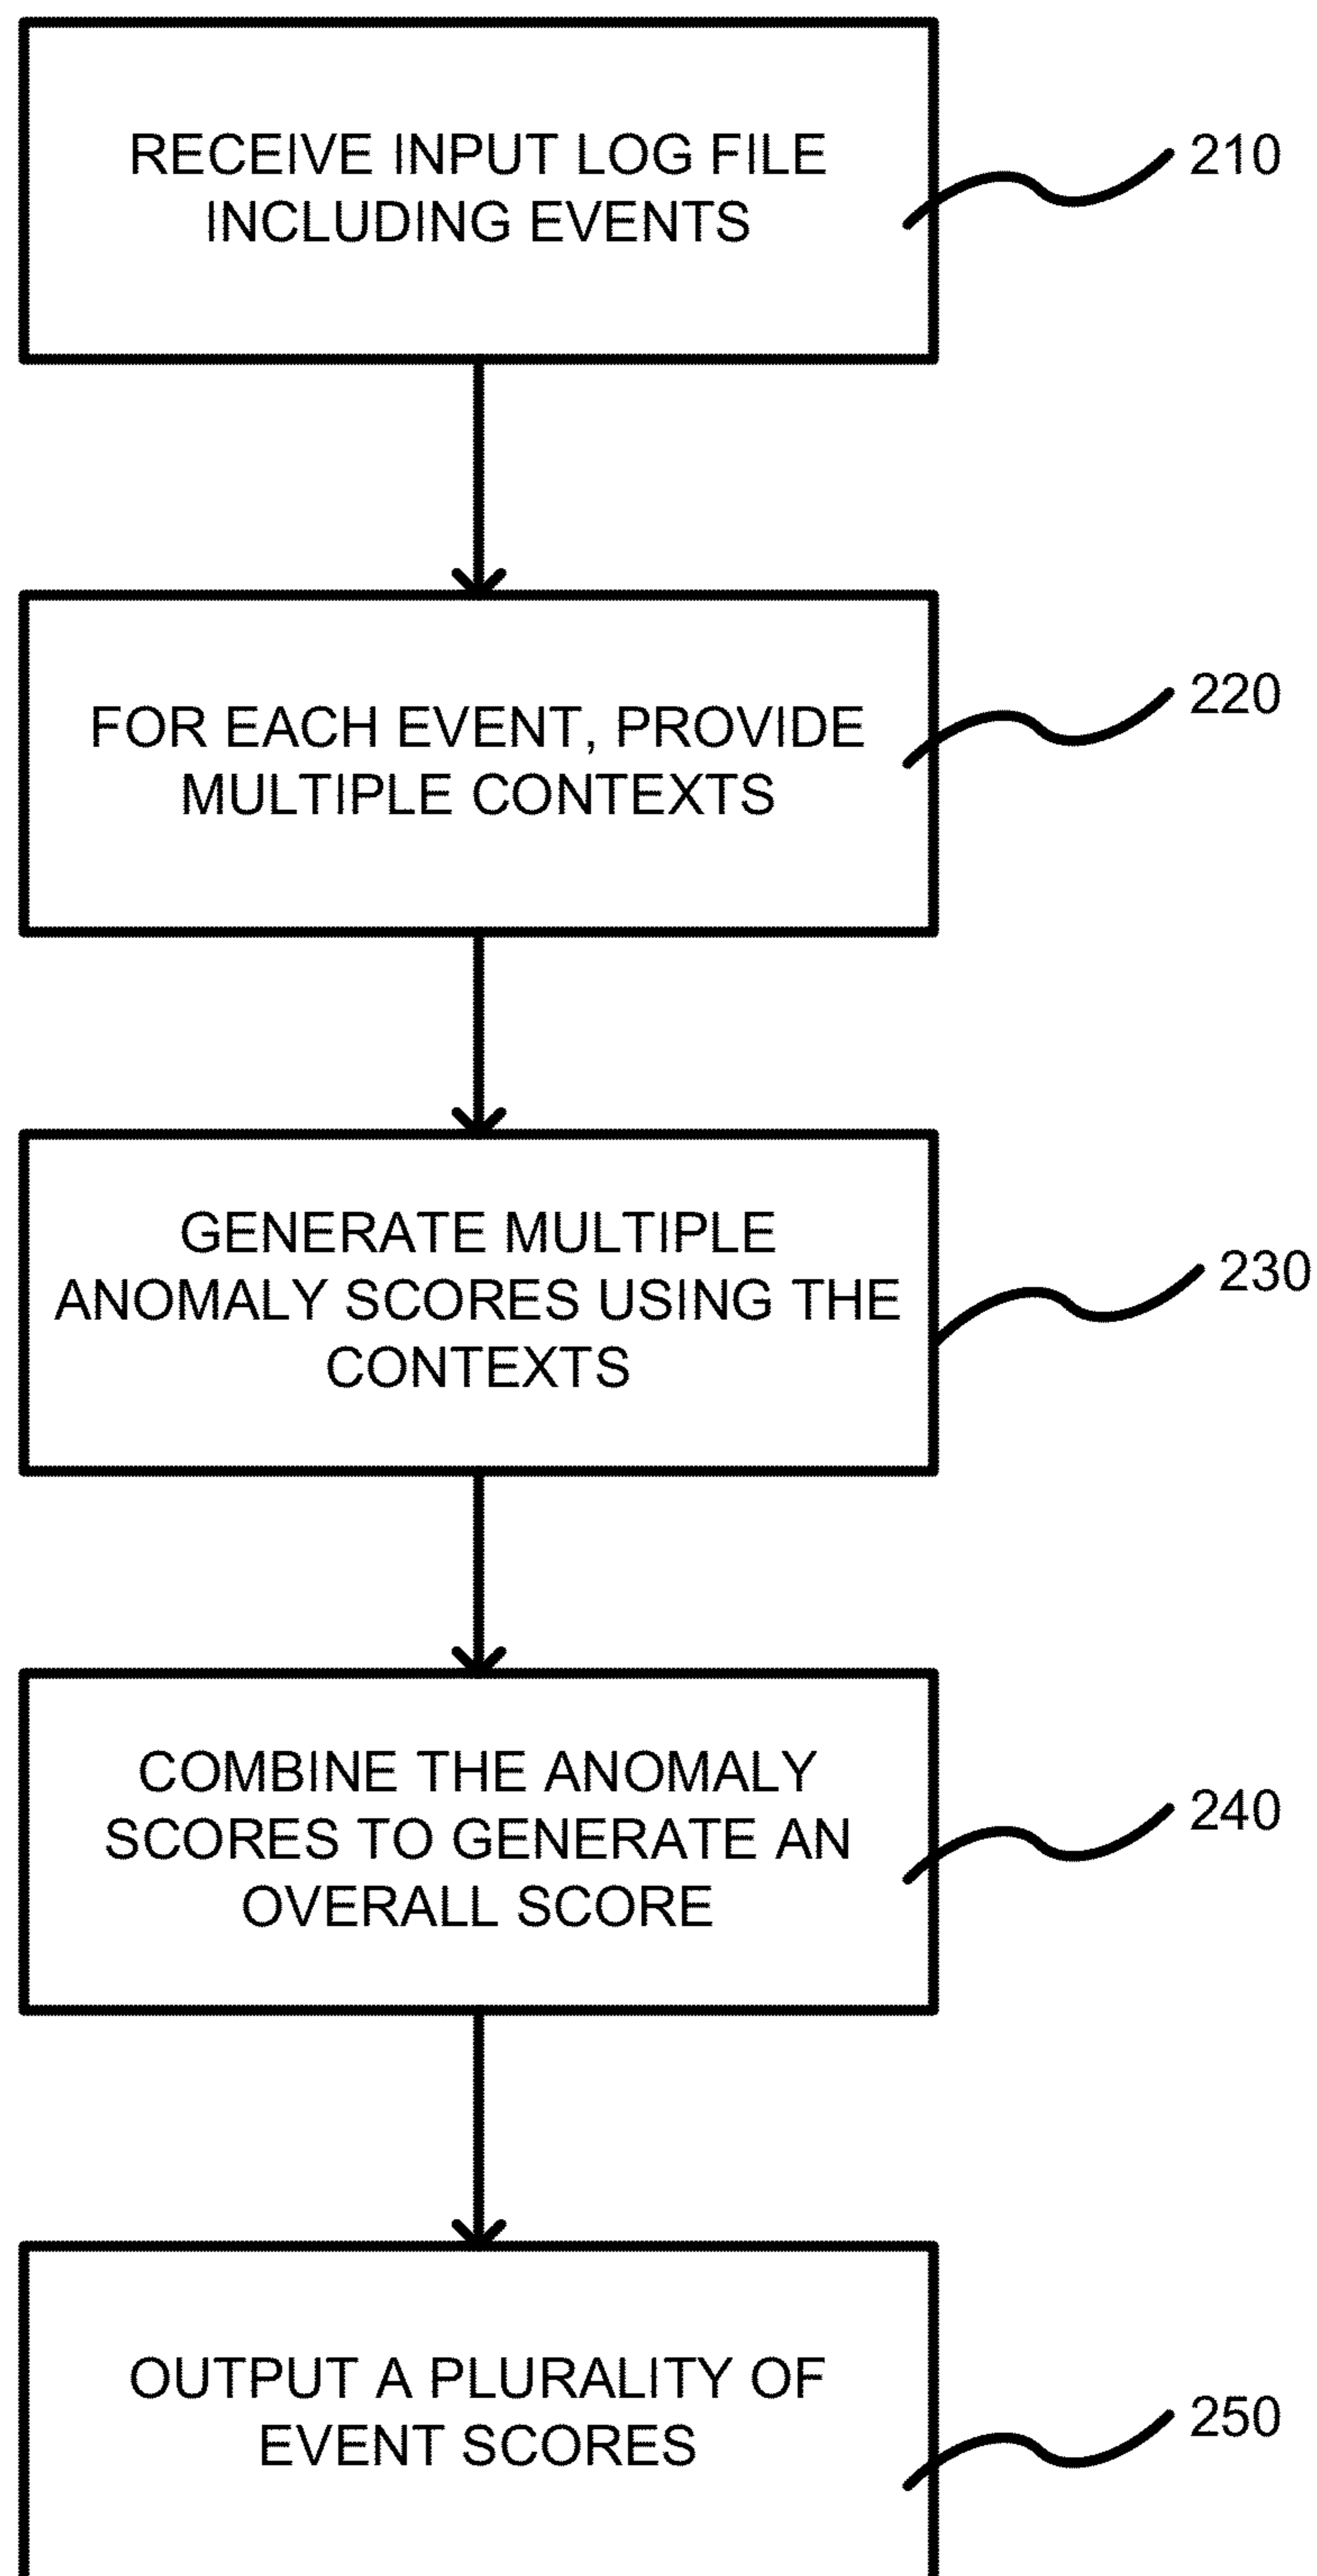 RECEIVE INPUT LOG FILE
INCLUDING EVENTS
210
FOR EACH EVENT, PROVIDE
MULTIPLE CONTEXTS
220
GENERATE MULTIPLE
ANOMALY SCORES USING THE
CONTEXTS
230
COMBINE THE ANOMALY
SCORES TO GENERATE AN
OVERALL SCORE
240
OUTPUT A PLURALITY OF
EVENT SCORES
250